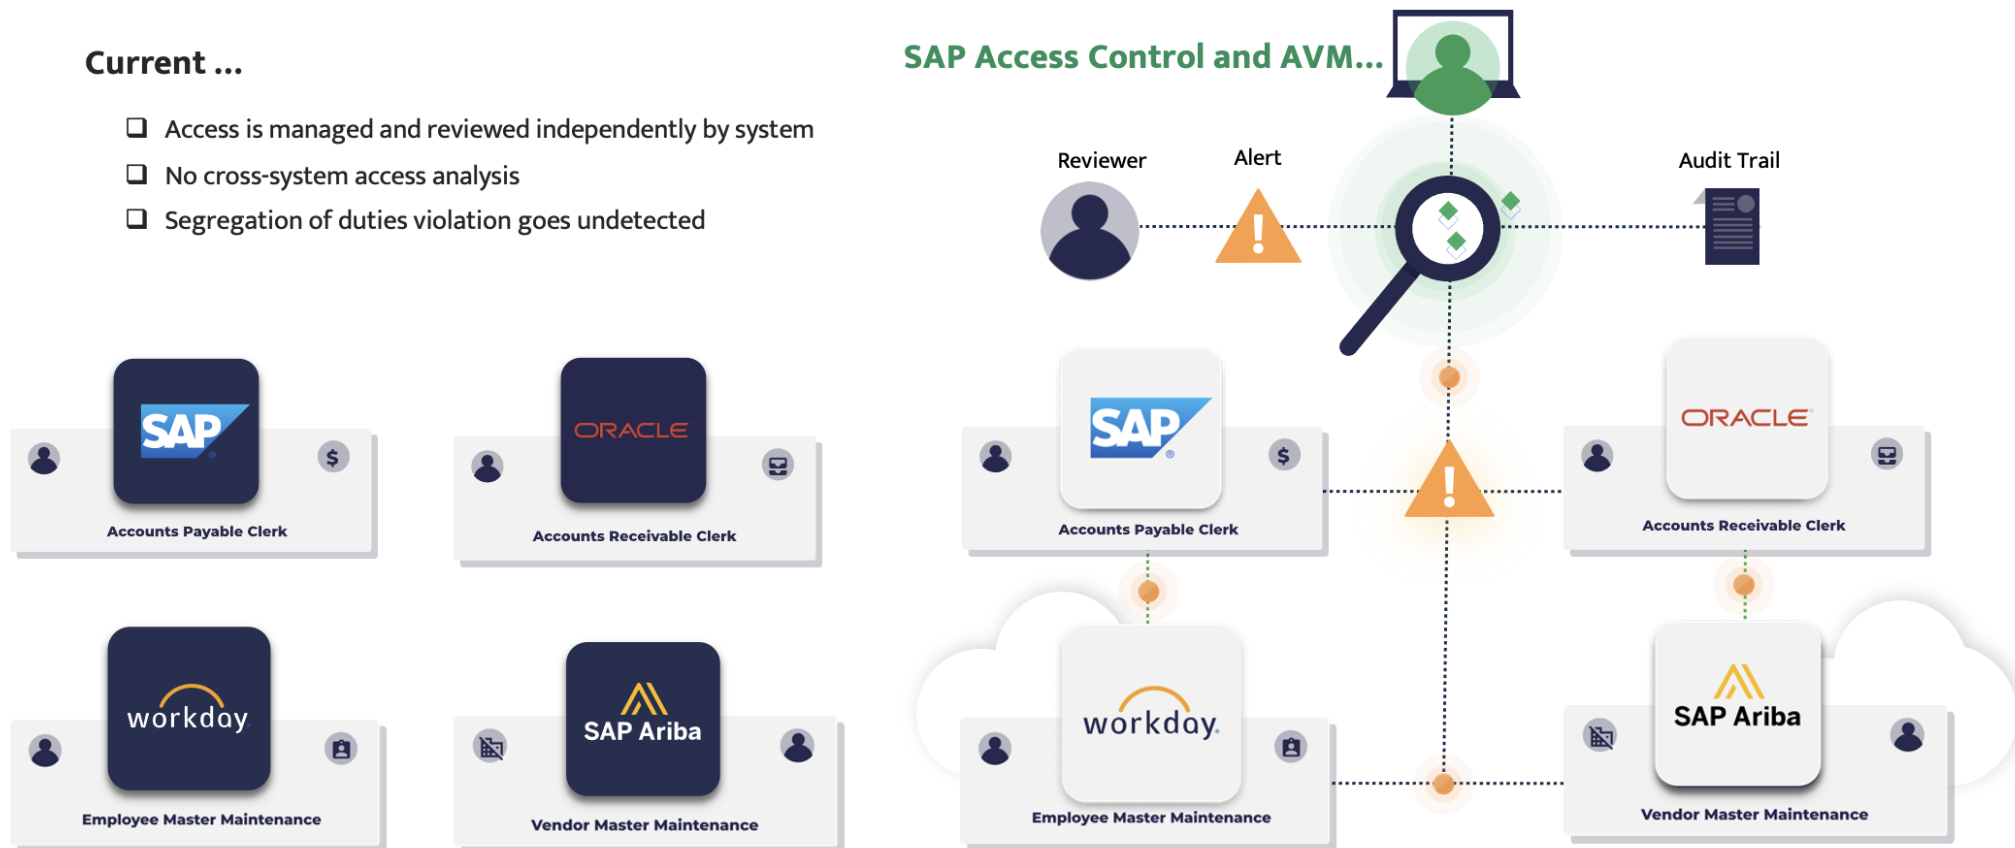 Current ...
Access is managed and reviewed independently by system
No cross-system access analysis
Segregation of duties violation goes undetected
SAP
®
Accounts Payable Clerk
ORACLE
Accounts Receivable Clerk
workday.
Employee Master Maintenance
SAP Ariba
Vendor Master Maintenance
SAP Access Control and AVM...
Reviewer
Alert
!
Audit Trail
SAP
®
$
Accounts Payable Clerk
!
ORACLE
Accounts Receivable Clerk
workday.
Employee Master Maintenance
SAP Ariba
Vendor Master Maintenance